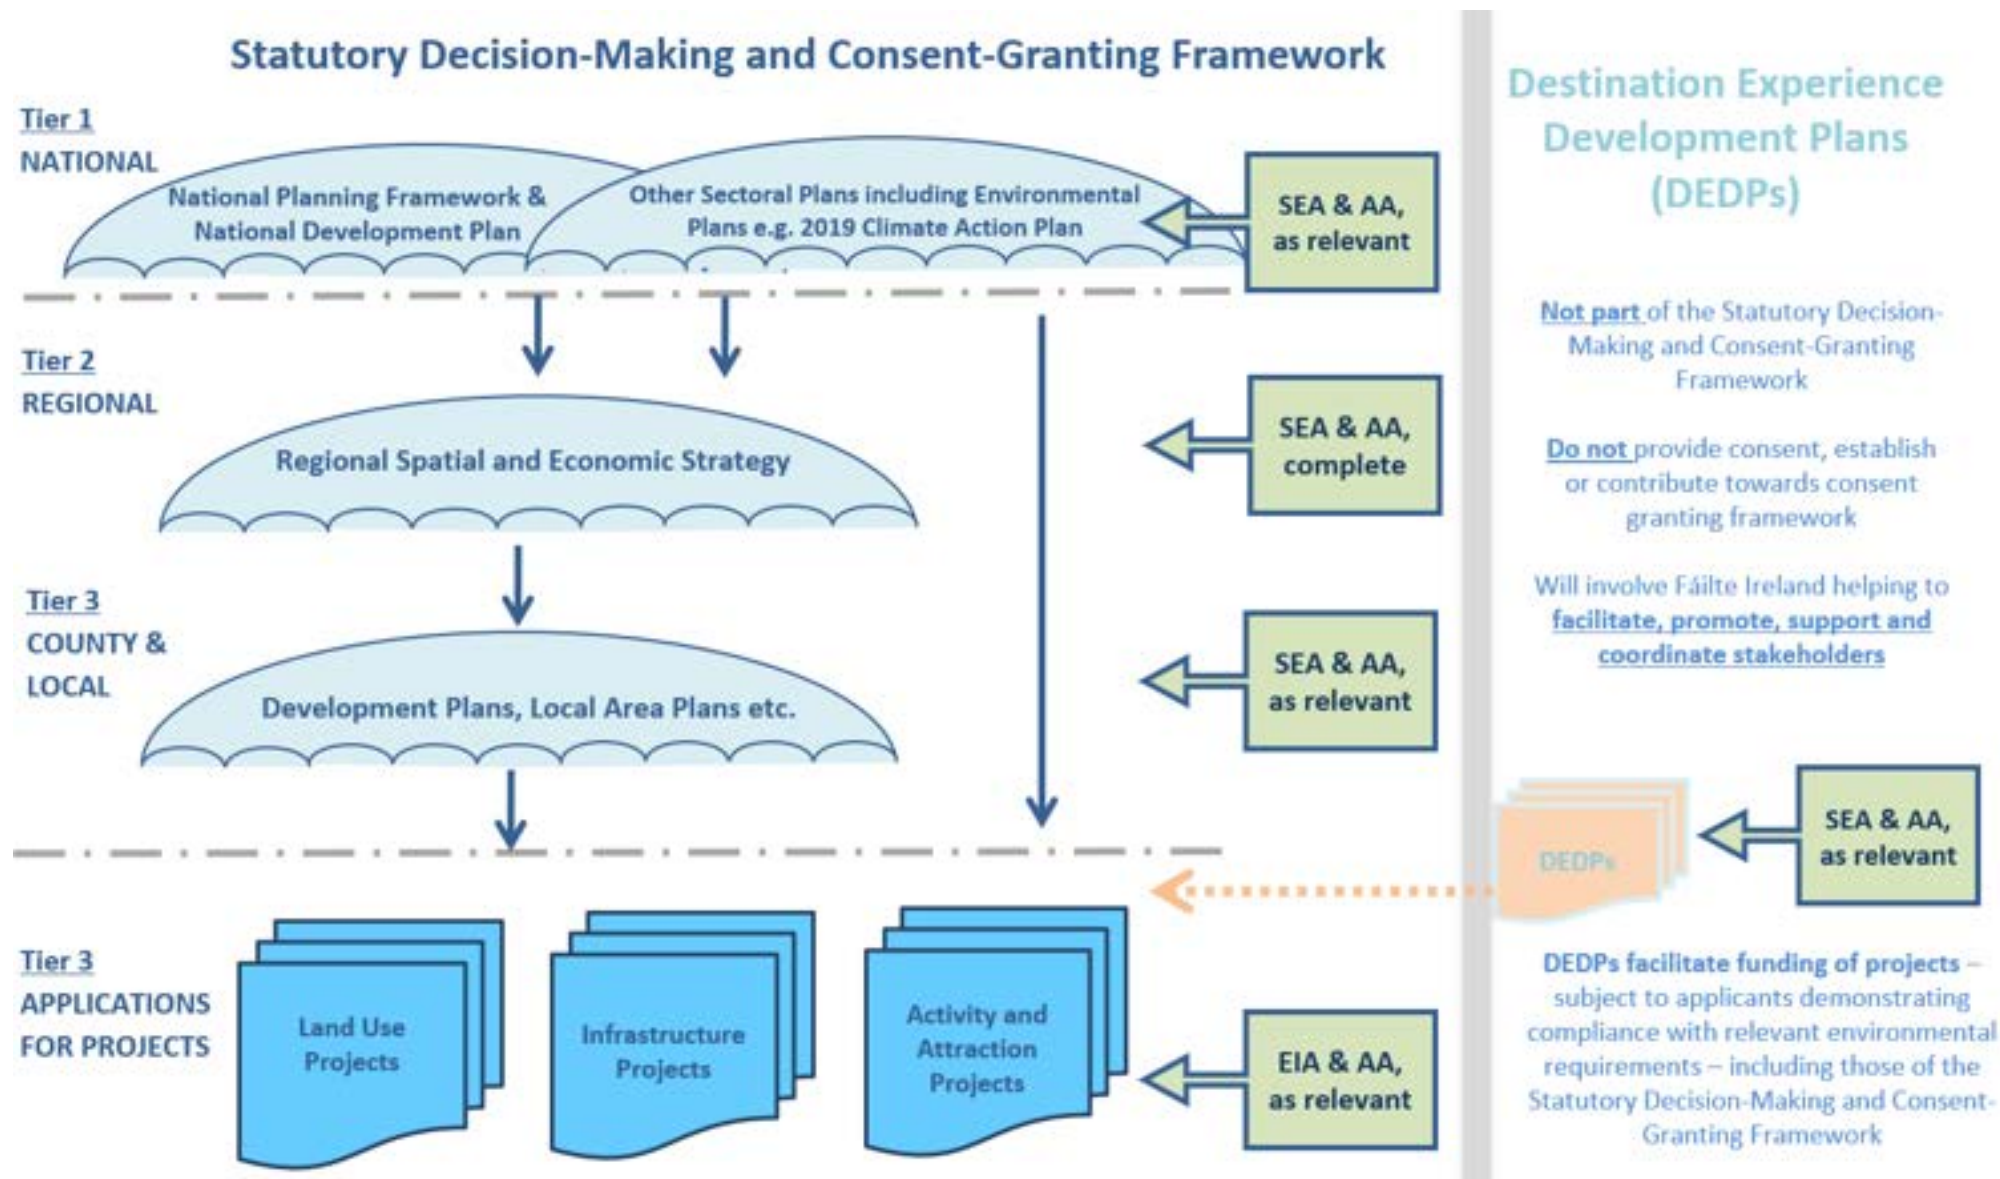 Statutory Decision-Making and Consent-Granting Framework
Tier 1
NATIONAL
National Planning Framework &
National Development Plan
Other Sectoral Plans including Environmental
Plans e.g. 2019 Climate Action Plan
SEA & AA,
as relevant
Tier 2
REGIONAL
Regional Spatial and Economic Strategy
SEA & AA,
complete
Tier 3
COUNTY &
LOCAL
Development Plans, Local Area Plans etc.
SEA & AA,
as relevant
Tier 3
APPLICATIONS
FOR PROJECTS
Land Use
Projects
Infrastructure
Projects
Activity and
Attraction
Projects
EIA & AA,
as relevant
Destination Experience
Development Plans
(DEDPs)
Not part of the Statutory Decision-
Making and Consent-Granting
Framework
Do not provide consent, establish
or contribute towards consent
granting framework
Will involve Fáilte Ireland helping to
facilitate, promote, support and
coordinate stakeholders
DEDPs
SEA & AA,
as relevant
DEDPs facilitate funding of projects –
subject to applicants demonstrating
compliance with relevant environmental
requirements – including those of the
Statutory Decision-Making and Consent-
Granting Framework